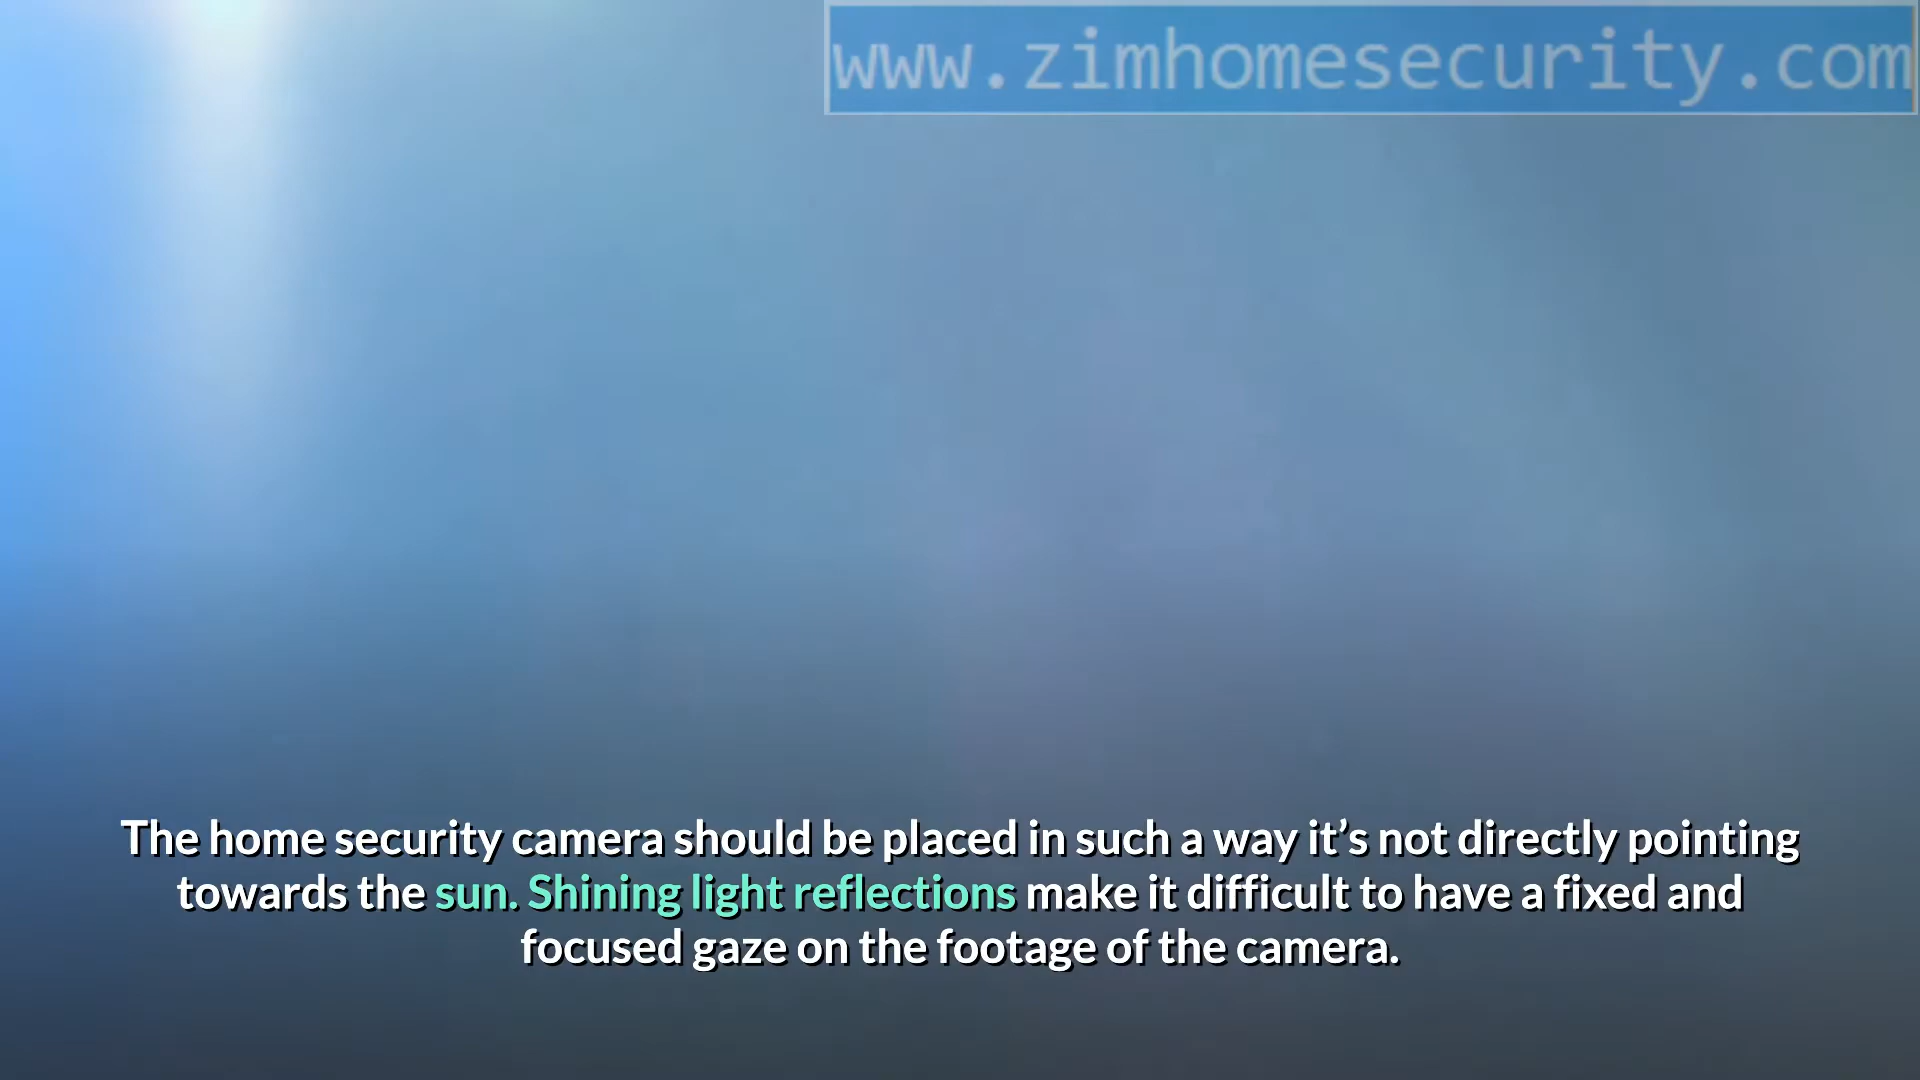 www.zimhomesecurity.com
The home security camera should be placed in such a way it’s not directly pointing
towards the sun. Shining light reflections make it difficult to have a fixed and
focused gaze on the footage of the camera.